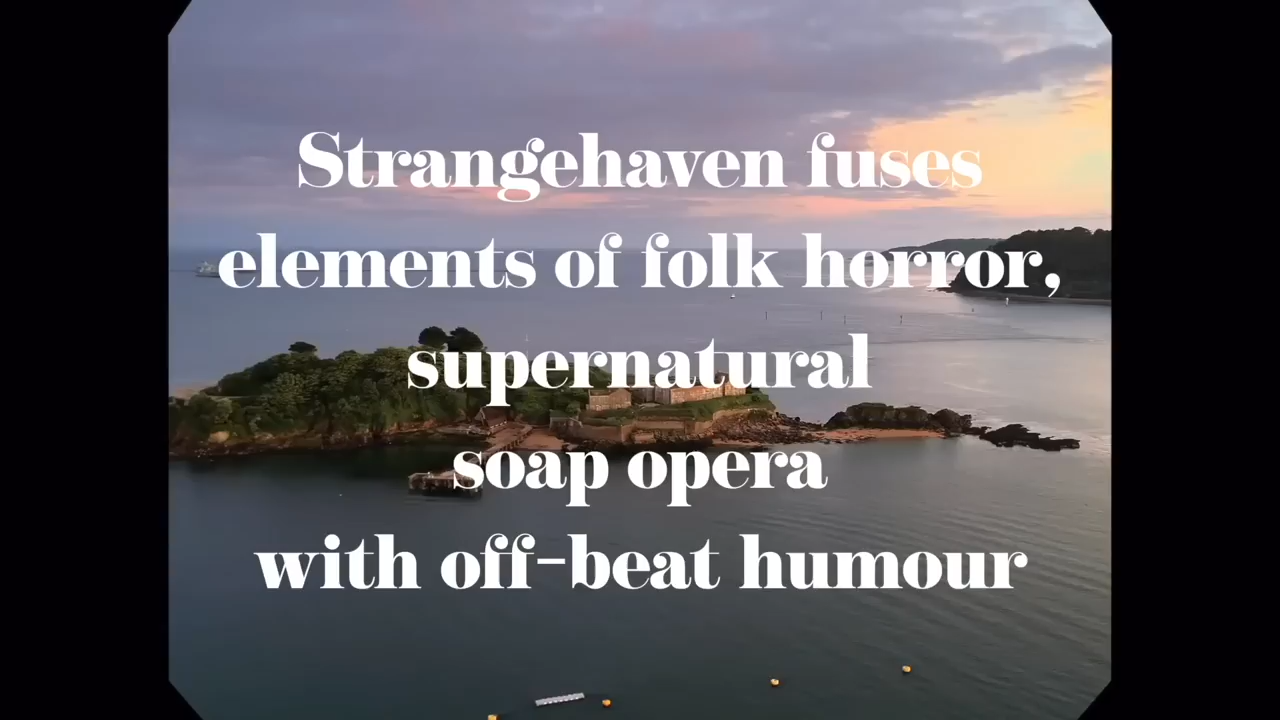 Strangehaven fuses
elements of folk horror,
supernatural
soap opera
with off-beat humour